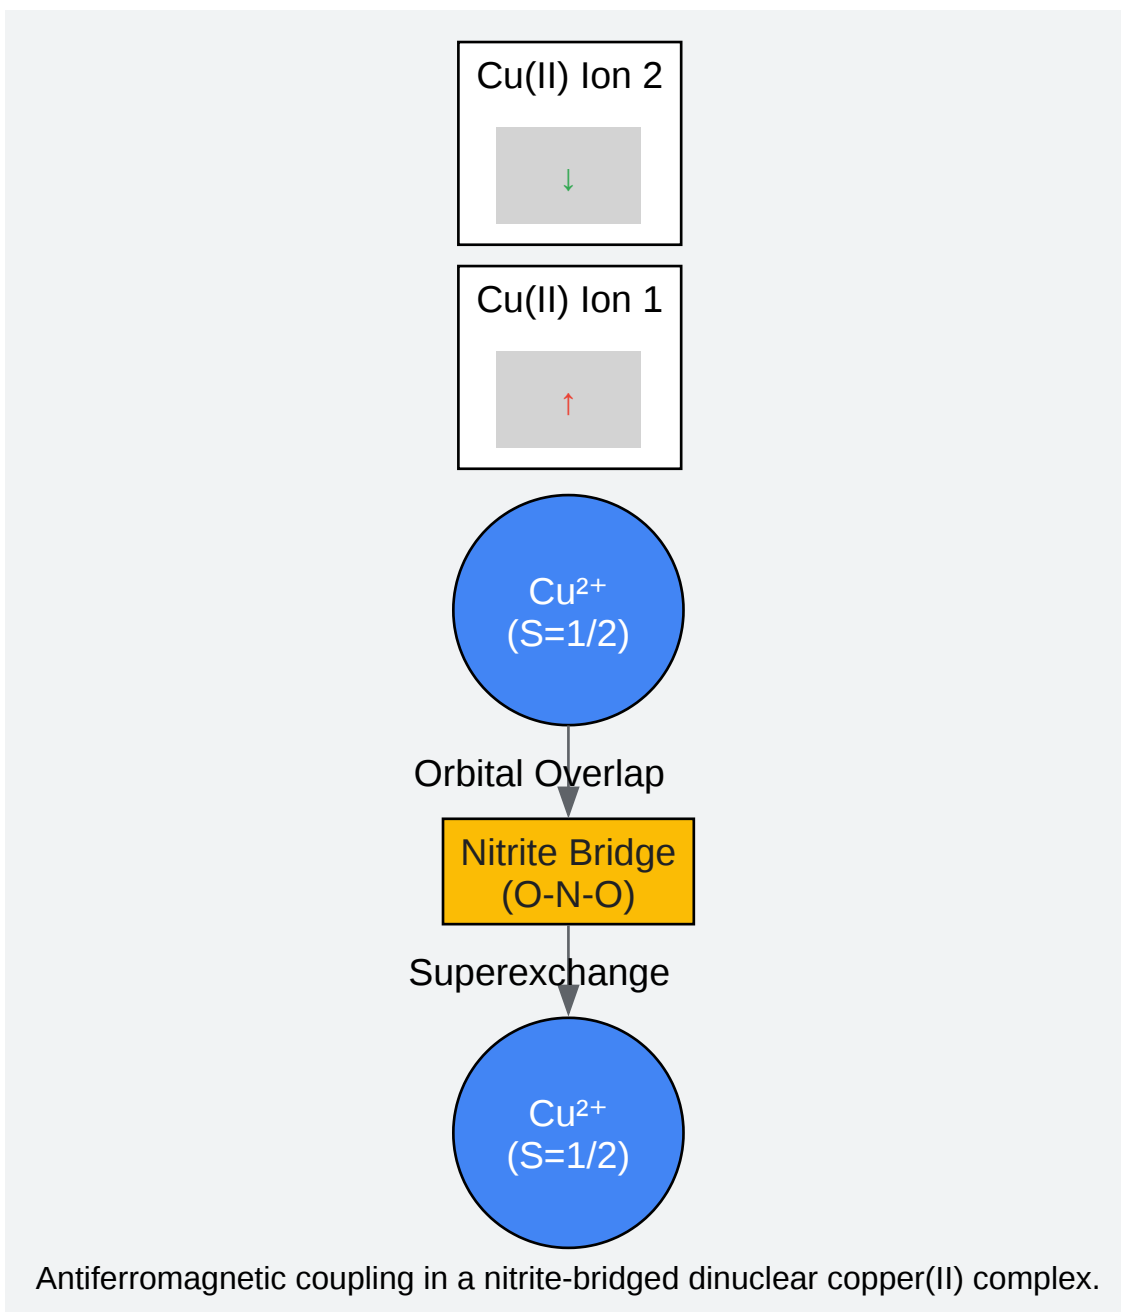 Cu(II) Ion 2
↓
Cu(II) Ion 1
↑
Cu²⁺
(S=1/2)
Orbital Overlap
Nitrite Bridge
(O-N-O)
Superexchange
Cu²⁺
(S=1/2)
Antiferromagnetic coupling in a nitrite-bridged dinuclear copper(II) complex.